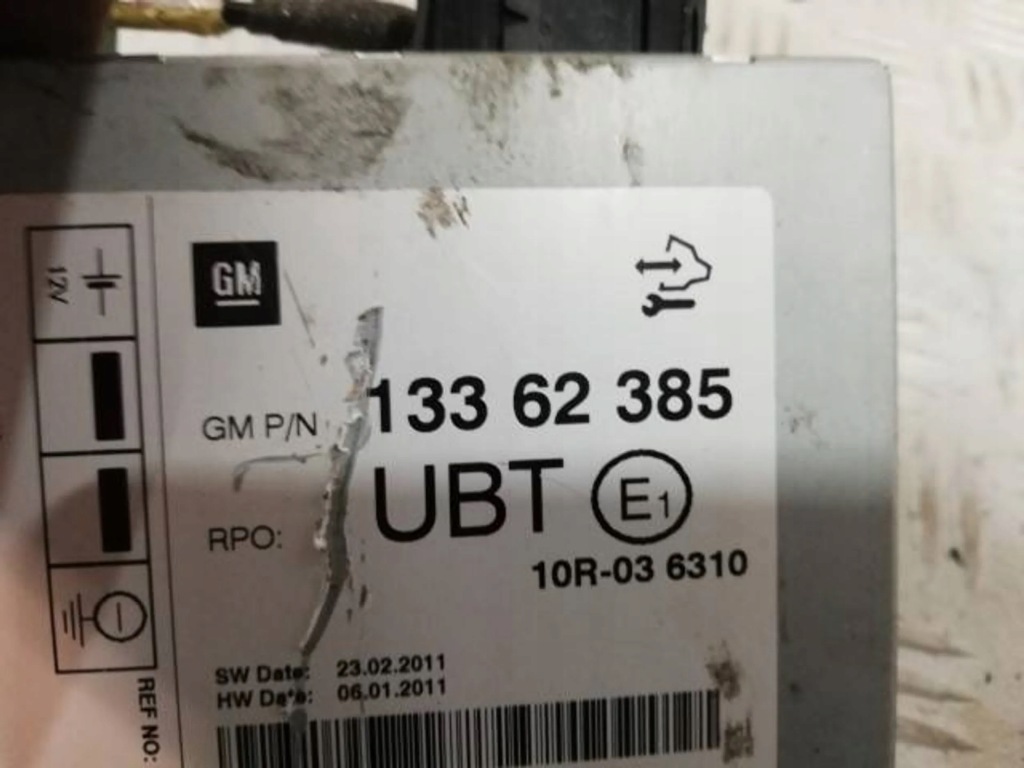 12V
GM
GM P/N 133 62 385
RPO: UBT E1
10R-03 6310
SW Date: 23.02.2011
HW Date: 06.01.2011
REF NO: